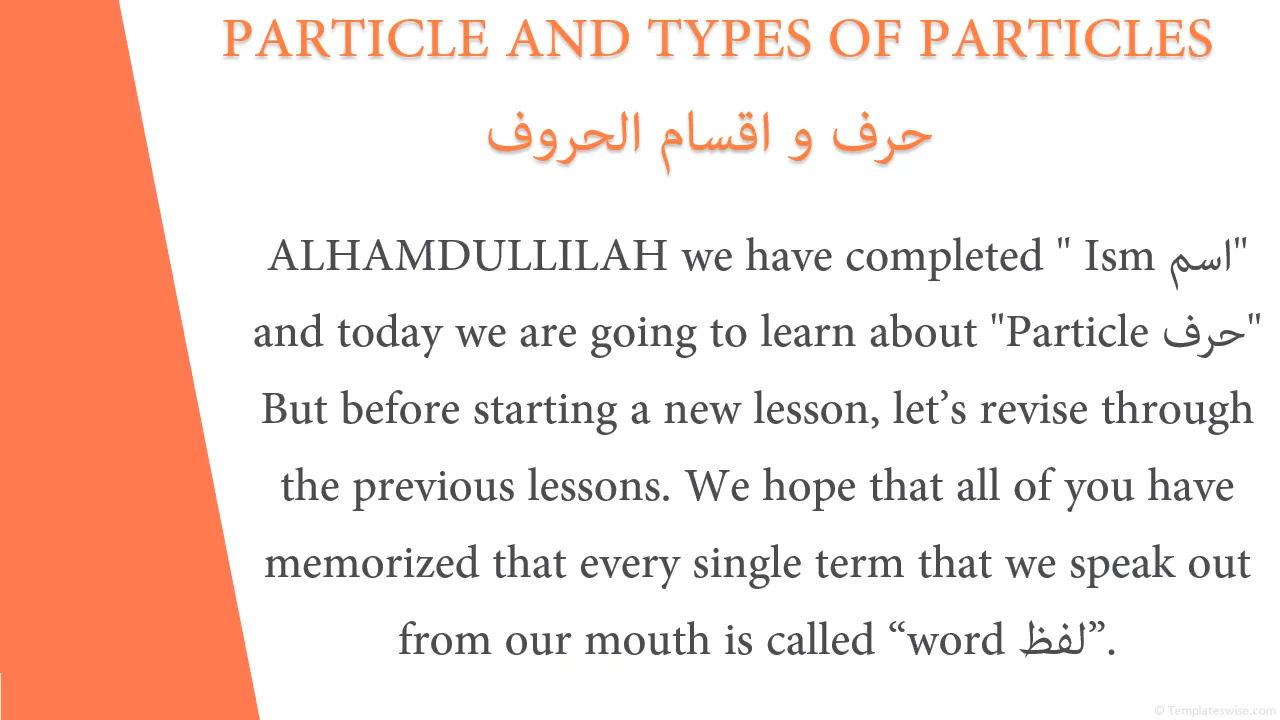 PARTICLE AND TYPES OF PARTICLES
حرف و اقسام الحروف
ALHAMDULLILAH we have completed " Ism اسم"
and today we are going to learn about "Particle حرف"
But before starting a new lesson, let’s revise through
the previous lessons. We hope that all of you have
memorized that every single term that we speak out
from our mouth is called “word لفظ”.
© Templateswise.com